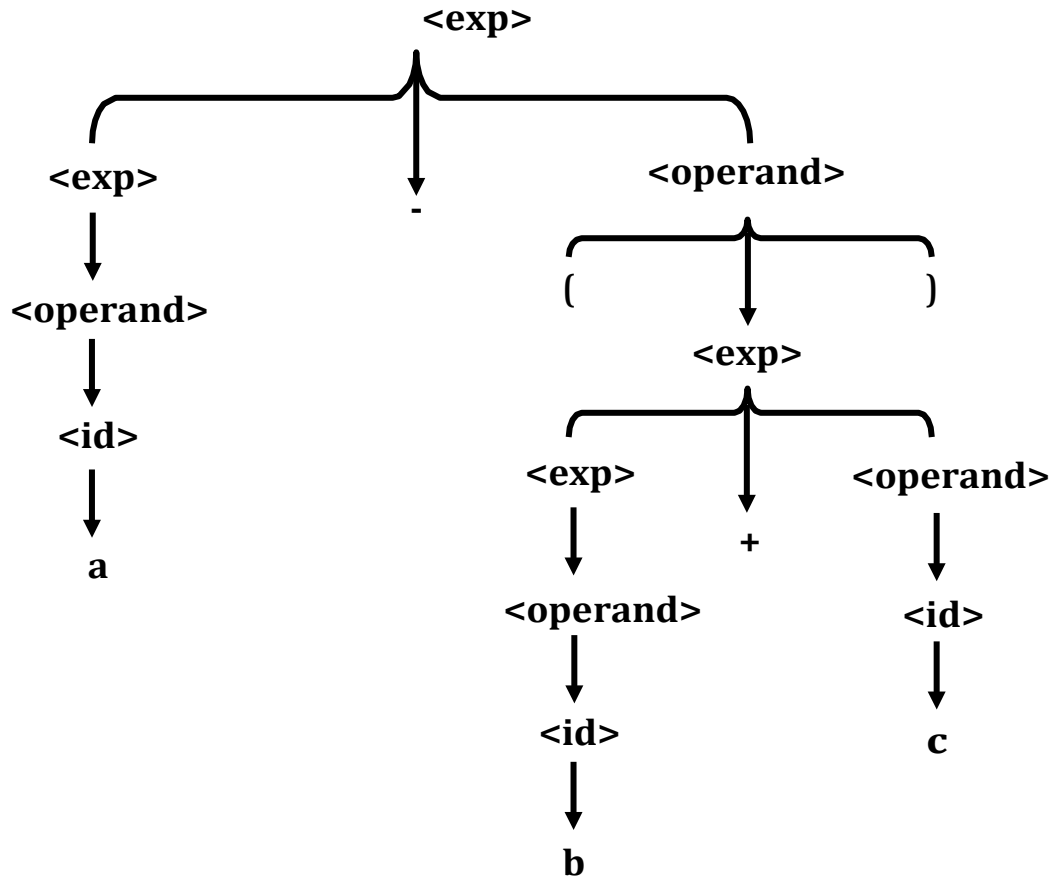 <exp>
<exp> - <operand>
( )
<operand>
<exp>
<id>
<exp> + <operand>
a
<operand> <id>
<id> c
b